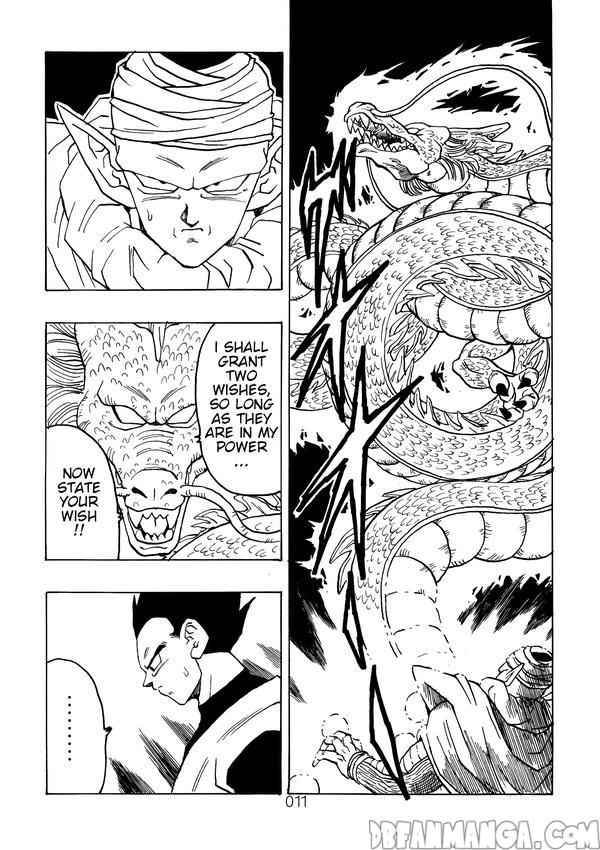 I SHALL
GRANT
TWO
WISHES,
SO LONG
AS THEY
ARE IN MY
POWER
...
NOW
STATE
YOUR
WISH
!!
........
011
DBFANMANGA.COM